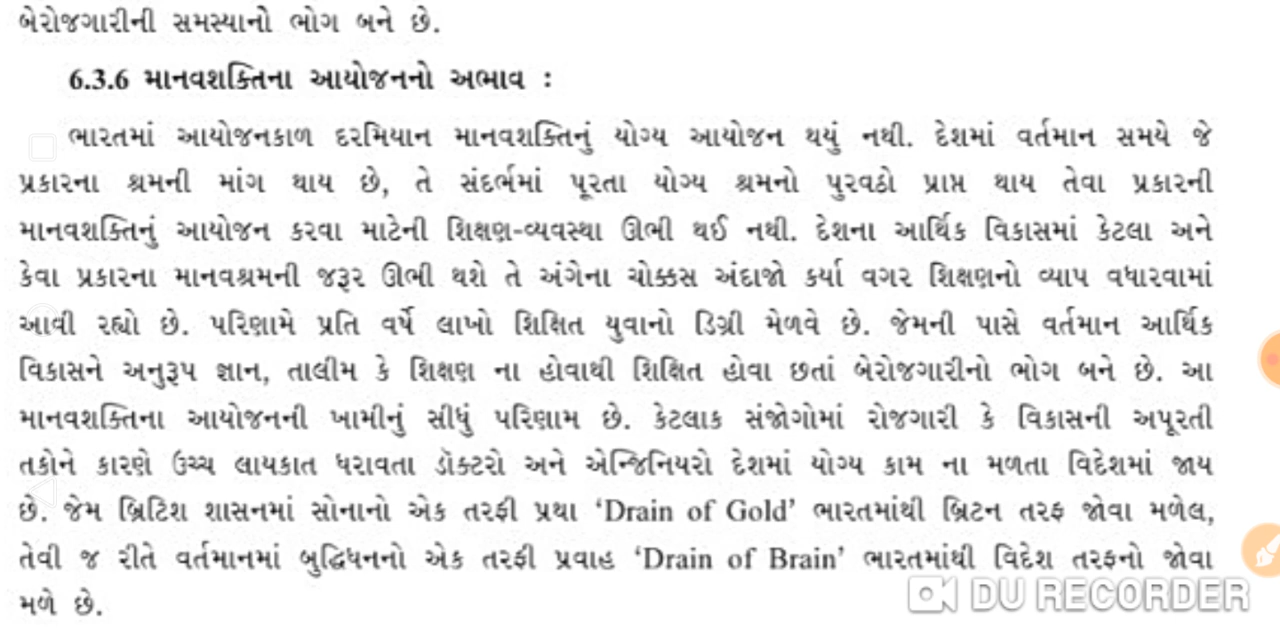 બેરોજગારીની સમસ્યાનો ભોગ બને છે.
6.3.6 માનવશક્તિના આયોજનનો અભાવ :
ભારતમાં આયોજનકાળ દરમિયાન માનવશક્તિનું યોગ્ય આયોજન થયું નથી. દેશમાં વર્તમાન સમયે જે
પ્રકારના શ્રમની માંગ થાય છે, તે સંદર્ભમાં પૂરતા યોગ્ય શ્રમનો પુરવઠો પ્રાપ્ત થાય તેવા પ્રકારની
માનવશક્તિનું આયોજન કરવા માટેની શિક્ષણ-વ્યવસ્થા ઊભી થઈ નથી. દેશના આર્થિક વિકાસમાં કેટલા અને
કેવા પ્રકારના માનવશ્રમની જરૂર ઊભી થશે તે અંગેના ચોક્કસ અંદાજો કર્યા વગર શિક્ષણનો વ્યાપ વધારવામાં
આવી રહ્યો છે. પરિણામે પ્રતિ વર્ષે લાખો શિક્ષિત યુવાનો ડિગ્રી મેળવે છે. જેમની પાસે વર્તમાન આર્થિક
વિકાસને અનુરૂપ જ્ઞાન, તાલીમ કે શિક્ષણ ના હોવાથી શિક્ષિત હોવા છતાં બેરોજગારીનો ભોગ બને છે. આ
માનવશક્તિના આયોજનની ખામીનું સીધું પરિણામ છે. કેટલાક સંજોગોમાં રોજગારી કે વિકાસની અપૂરતી
તકોને કારણે ઉચ્ચ લાયકાત ધરાવતા ડૉક્ટરો અને એન્જિનિયરો દેશમાં યોગ્ય કામ ના મળતા વિદેશમાં જાય
છે. જેમ બ્રિટિશ શાસનમાં સોનાનો એક તરફી પ્રથા ‘Drain of Gold’ ભારતમાંથી બ્રિટન તરફ જોવા મળેલ,
તેવી જ રીતે વર્તમાનમાં બુદ્ધિધનનો એક તરફી પ્રવાહ ‘Drain of Brain’ ભારતમાંથી વિદેશ તરફનો જોવા
મળે છે.
DU RECORDER